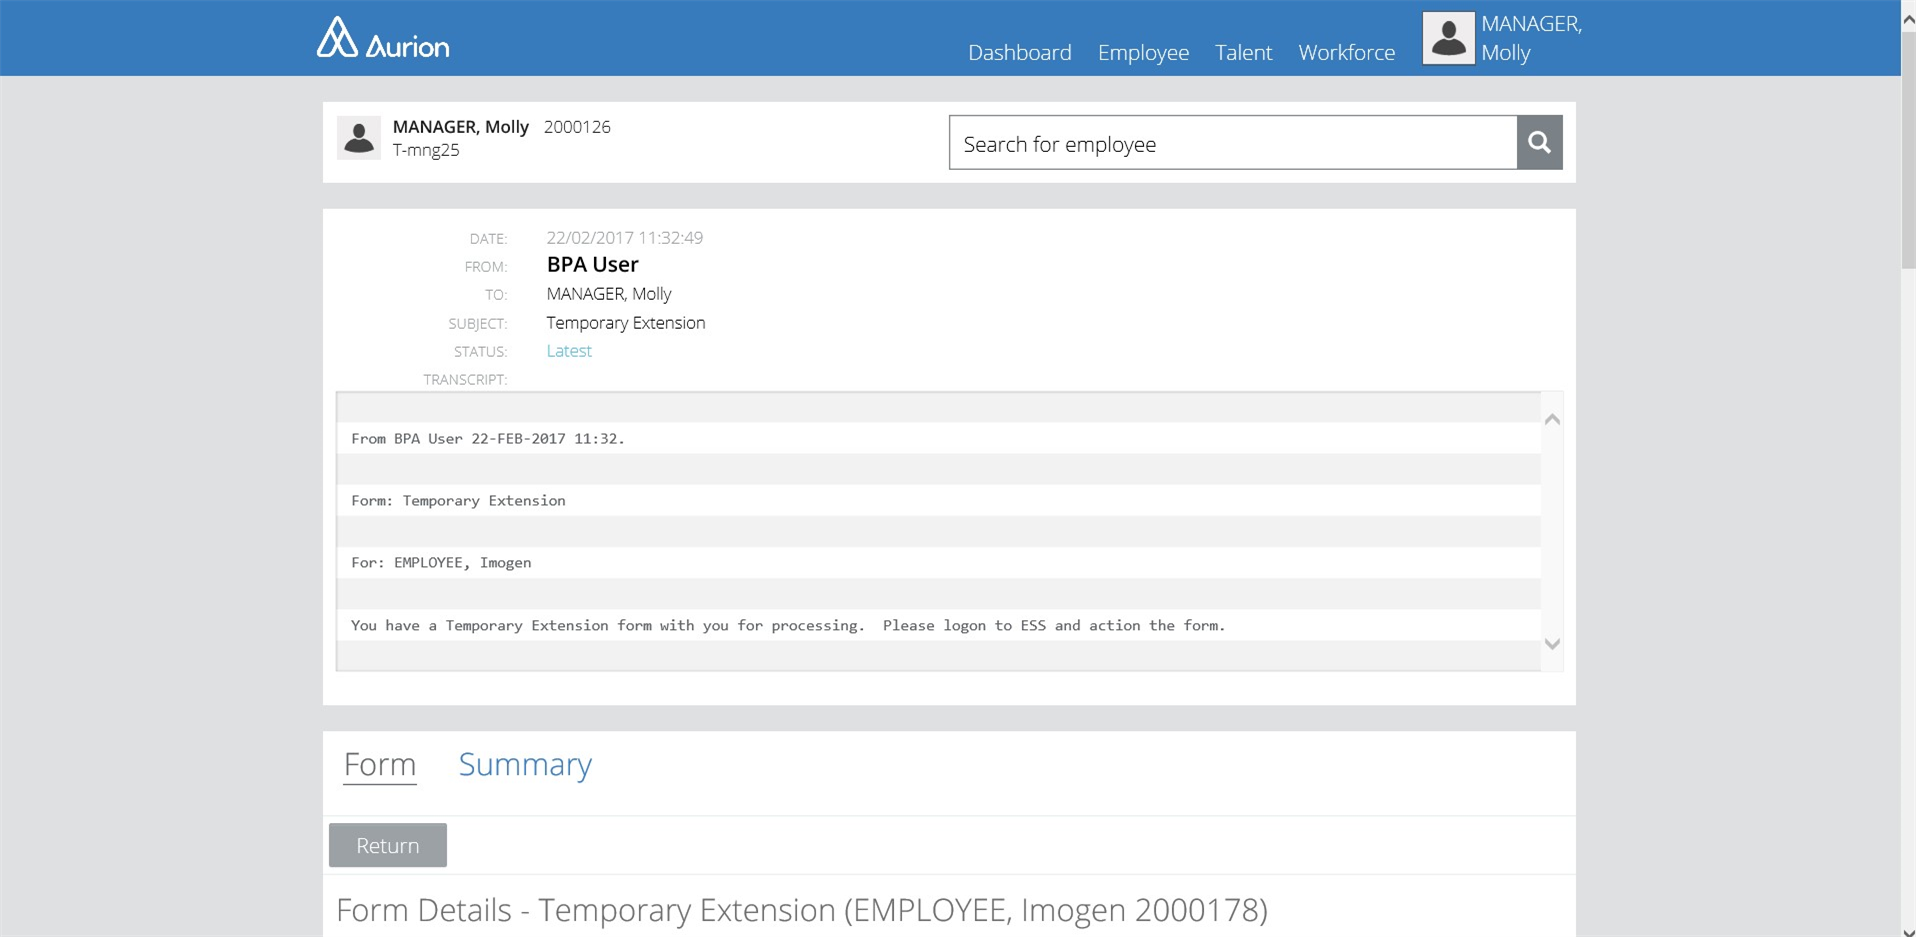 Aurion
Dashboard Employee Talent Workforce MANAGER, Molly
MANAGER, Molly 2000126
T-mng25
Search for employee
DATE: 22/02/2017 11:32:49
FROM: BPA User
TO: MANAGER, Molly
SUBJECT: Temporary Extension
STATUS: Latest
TRANSCRIPT:
From BPA User 22-FEB-2017 11:32.
Form: Temporary Extension
For: EMPLOYEE, Imogen
You have a Temporary Extension form with you for processing.  Please logon to ESS and action the form.
Form Summary
Return
Form Details - Temporary Extension (EMPLOYEE, Imogen 2000178)